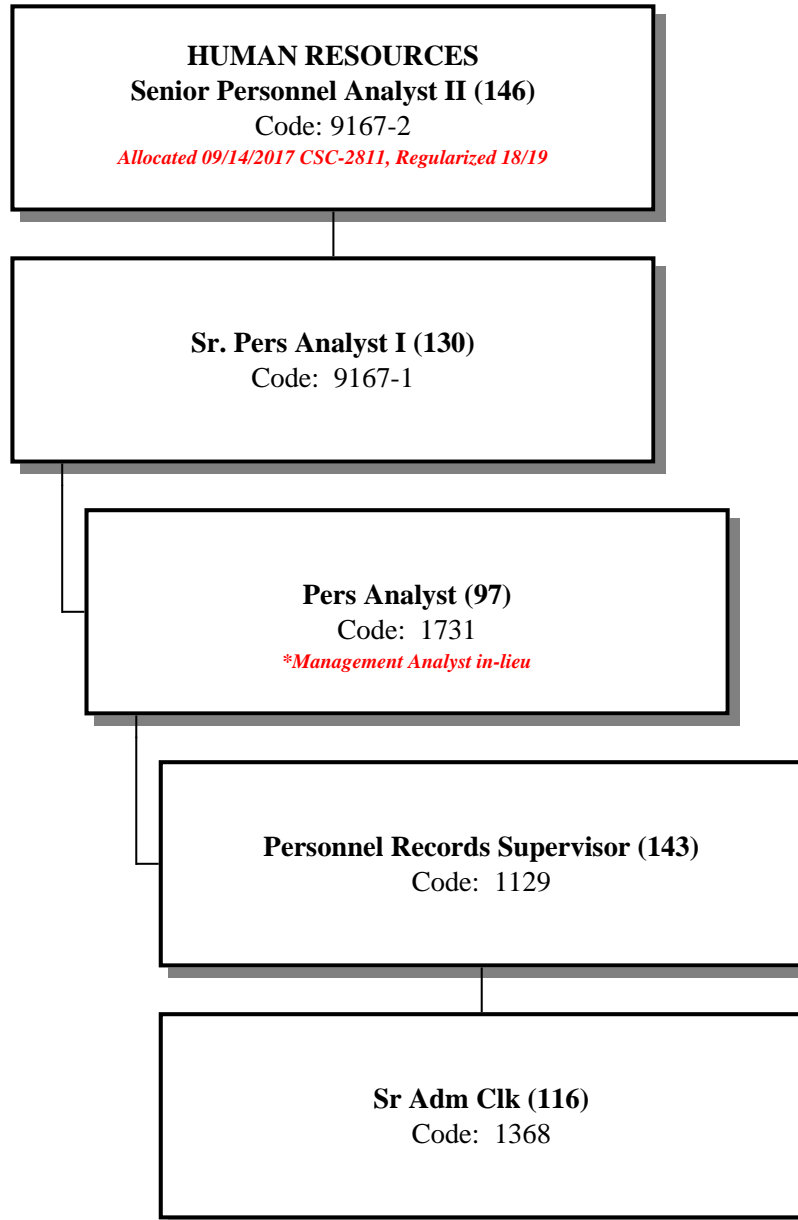 HUMAN RESOURCES
Senior Personnel Analyst II (146)
Code: 9167-2
Allocated 09/14/2017 CSC-2811, Regularized 18/19
Sr. Pers Analyst I (130)
Code:  9167-1
Pers Analyst (97)
Code:  1731
*Management Analyst in-lieu
Personnel Records Supervisor (143)
Code:  1129
Sr Adm Clk (116)
Code:  1368